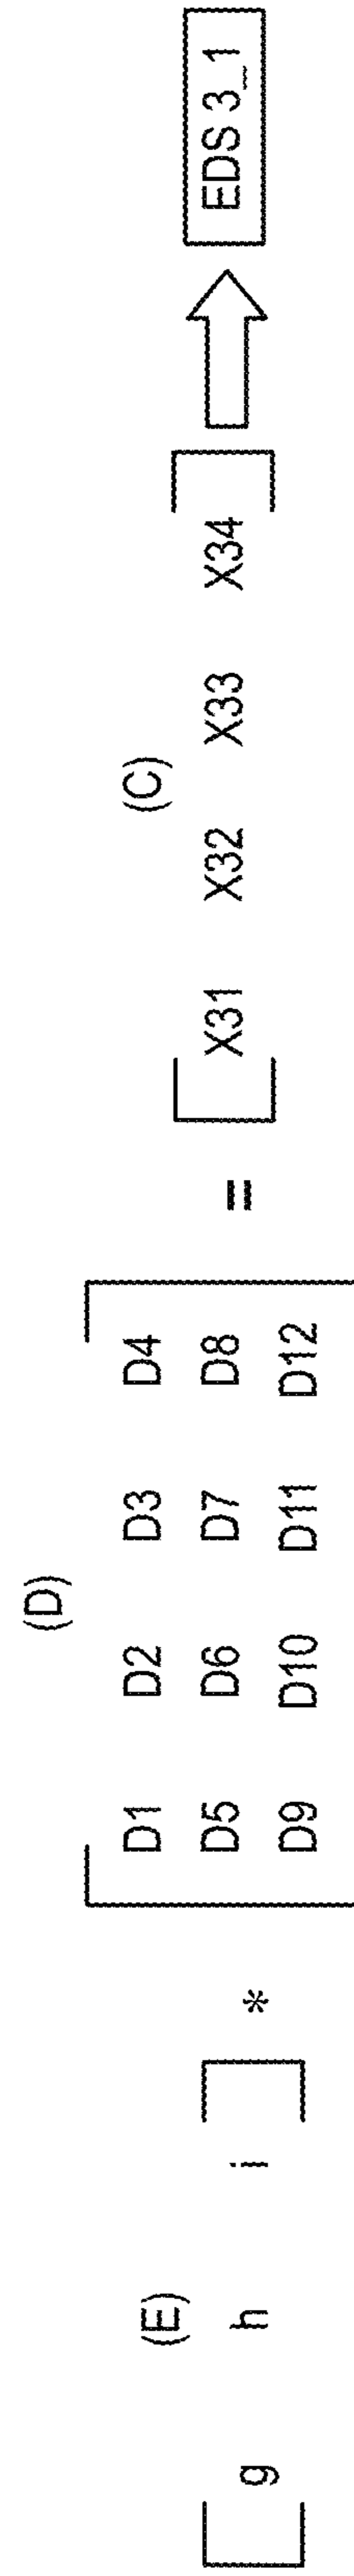 (E)
[ g h i ]
*
(D)
D1 D2 D3 D4
D5 D6 D7 D8
D9 D10 D11 D12
=
(C)
[ X31 X32 X33 X34 ]
EDS 3_1